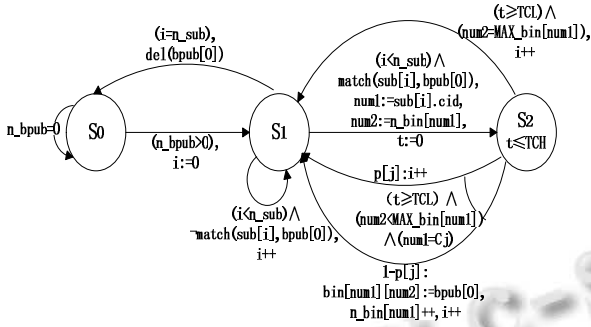 (i=n_sub),
del(bpub[0])
(t≥TCL)∧
(num2=MAX_bin[num1]),
i++
(i<n_sub)∧
match(sub[i],bpub[0]),
num1:=sub[i].cid,
num2:=n_bin[num1],
t:=0
n_bpub=0
S0
S1
S2
t≤TCH
(n_bpub>0),
i:=0
p[j]:i++
(t≥TCL)∧
(num2<MAX_bin[num1])
∧(num1=Cj)
(i<n_sub)∧
¬match(sub[i],bpub[0]),
i++
1-p[j]:
bin[num1][num2]:=bpub[0],
n_bin[num1]++,i++